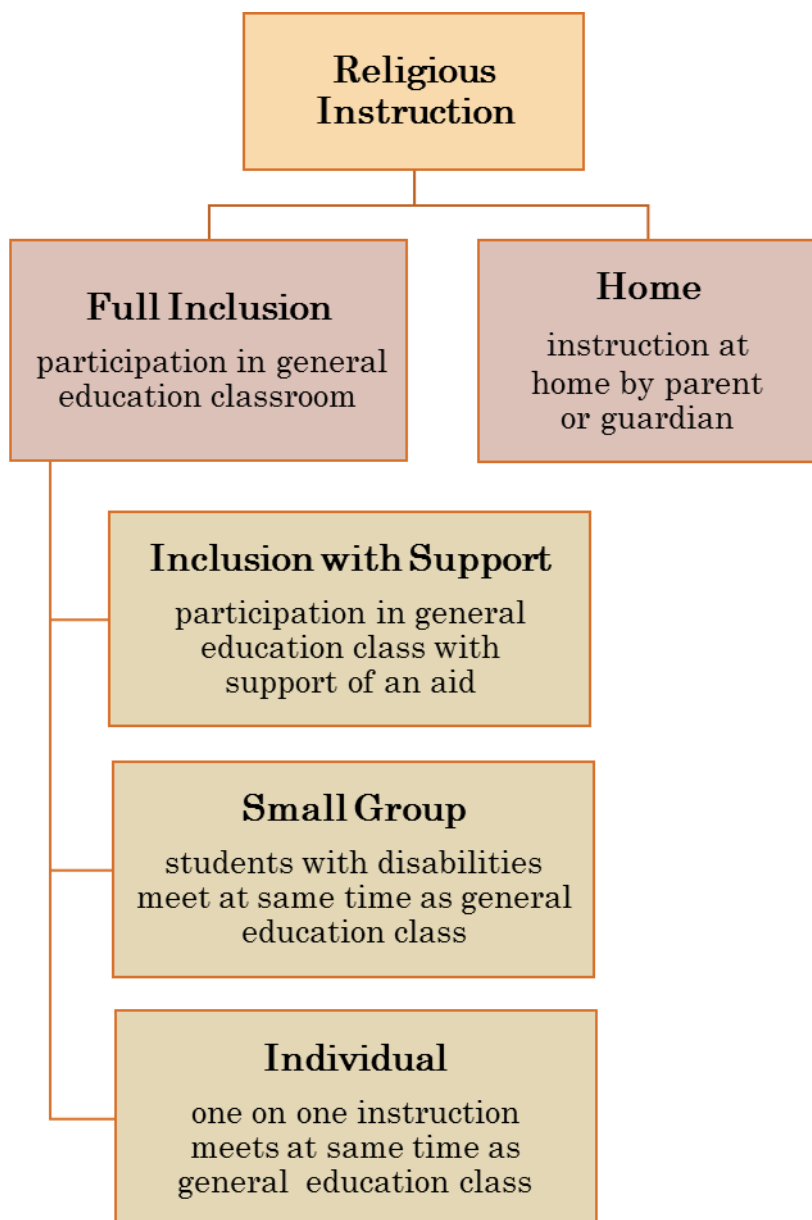 Religious
Instruction
Full Inclusion
participation in general
education classroom
Home
instruction at
home by parent
or guardian
Inclusion with Support
participation in general
education class with
support of an aid
Small Group
students with disabilities
meet at same time as general
education class
Individual
one on one instruction
meets at same time as
general education class